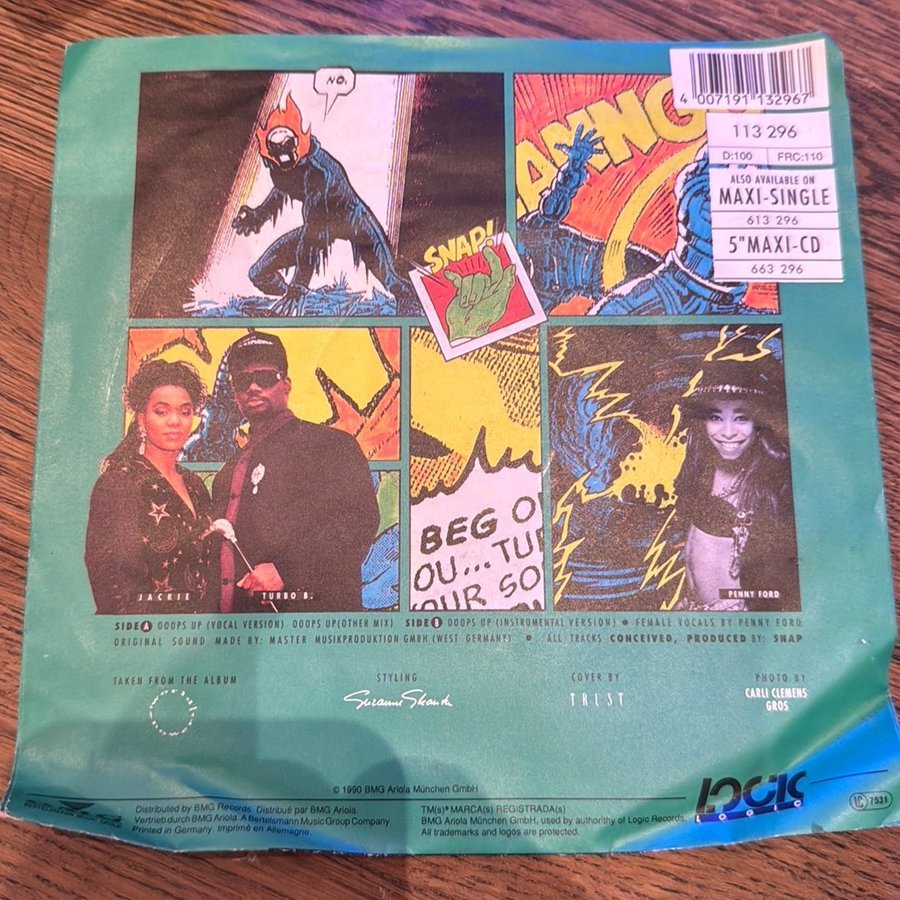 NO.
4 007191 132967
113 296
D:100 FRC:110
ALSO AVAILABLE ON
MAXI-SINGLE
613 296
5"MAXI-CD
663 296
AMNG
SNAP!
BEG O
OU...TU
OUR SO
JACKIE TURBO B.
PENNY FORD
SIDE A OOOPS UP (VOCAL VERSION) OOOPS UP(OTHER MIX) SIDE B OOOPS UP (INSTRUMENTAL VERSION) • FEMALE VOCALS BY PENNY FORD
ORIGINAL SOUND MADE BY: MASTER MUSIKPRODUKTION GMBH (WEST GERMANY) • ALL TRACKS CONCEIVED, PRODUCED BY: SNAP
TAKEN FROM THE ALBUM
STYLING
COVER BY
TRLST
PHOTO BY
CARLI CLEMENS
GROS
© 1990 BMG Ariola München GmbH
Distributed by BMG Records. Distribué par BMG Ariola.
Vertrieb durch BMG Ariola. A Bertelsmann Music Group Company.
Printed in Germany. Imprimé en Allemagne.
TM(s)® MARCA(s) REGISTRADA(s)
BMG Ariola München GmbH, used by authorithy of Logic Records.
All trademarks and logos are protected.
LOGIC
LOGIC
LC 7531